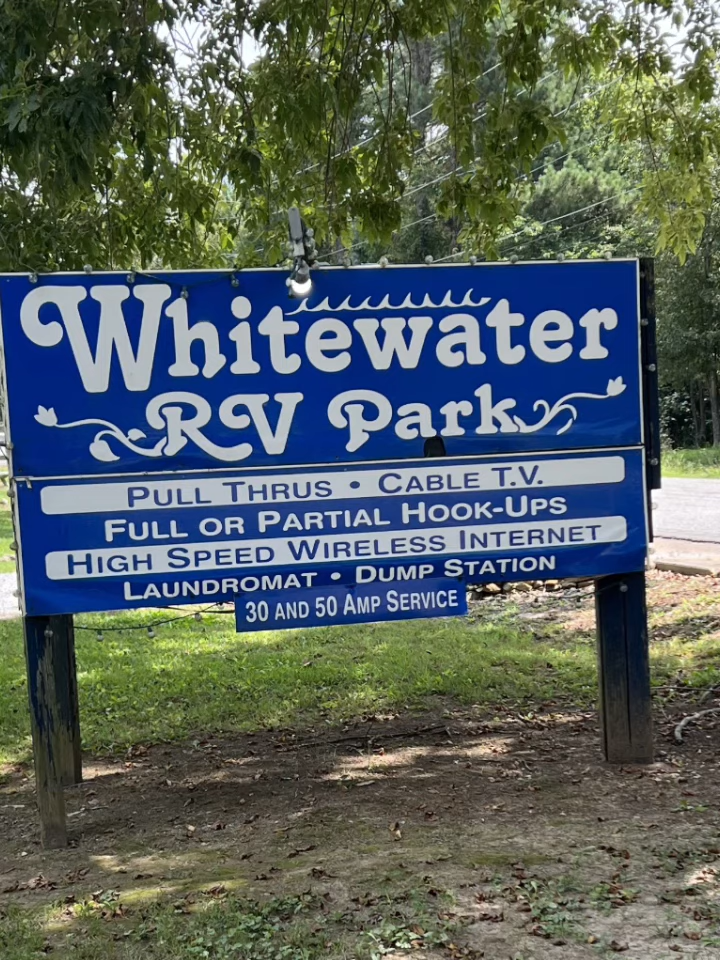 Whitewater
RV Park
PULL THRUS • CABLE T.V.
FULL OR PARTIAL HOOK-UPS
HIGH SPEED WIRELESS INTERNET
LAUNDROMAT • DUMP STATION
30 AND 50 AMP SERVICE